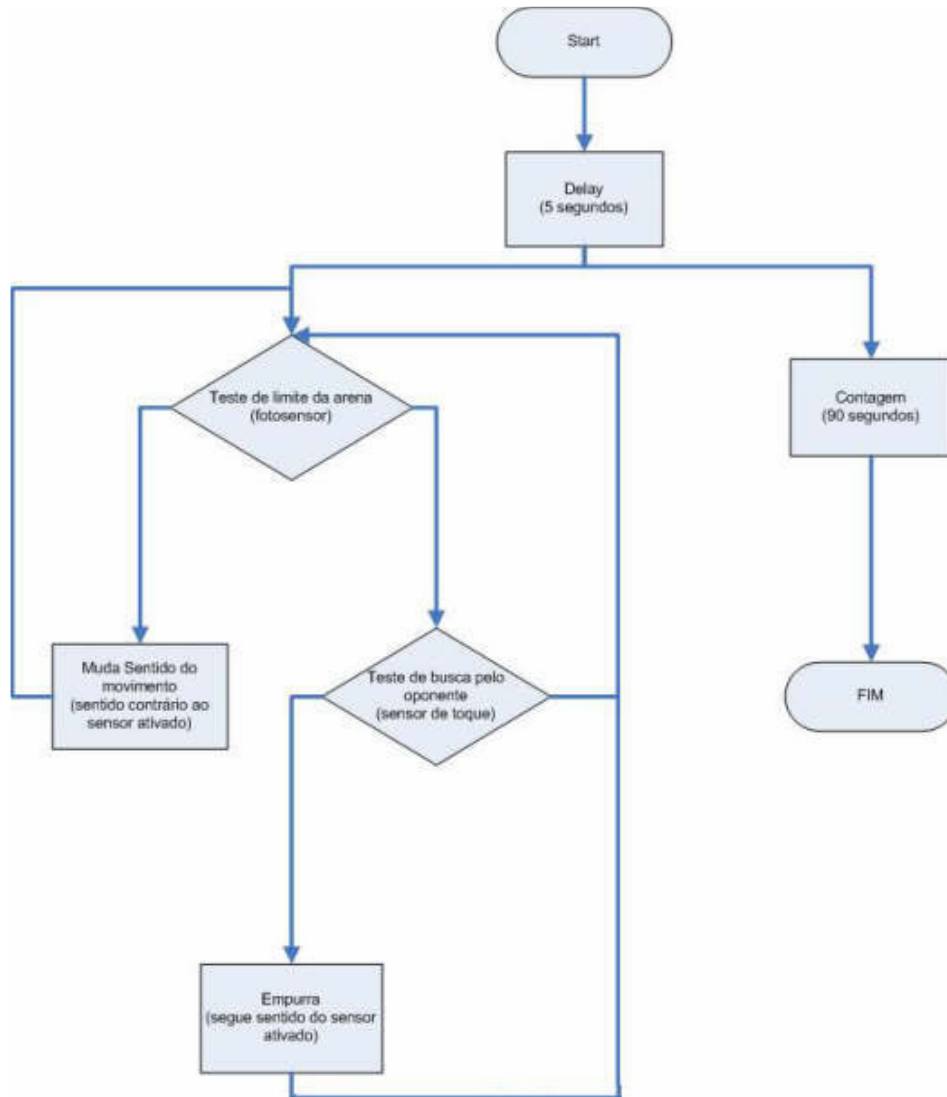 Start
Delay
(5 segundos)
Teste de limite da arena
(fotosensor)
Contagem
(90 segundos)
Muda Sentido do
movimento
(sentido contrário ao
sensor ativado)
Teste de busca pelo
oponente
(sensor de toque)
FIM
Empurra
(segue sentido do sensor
ativado)